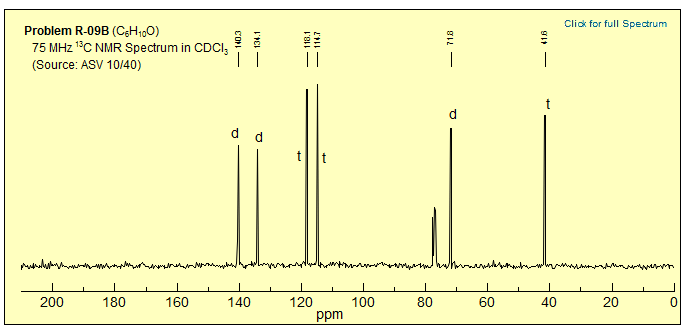 Problem R-09B (C₆H₁₀O)
75 MHz ¹³C NMR Spectrum in CDCl₃
(Source: ASV 10/40)
Click for full Spectrum
140.3
134.1
118.1
114.7
71.8
41.6
d
d
t
t
d
t
200 180 160 140 120 100 80 60 40 20 0
ppm